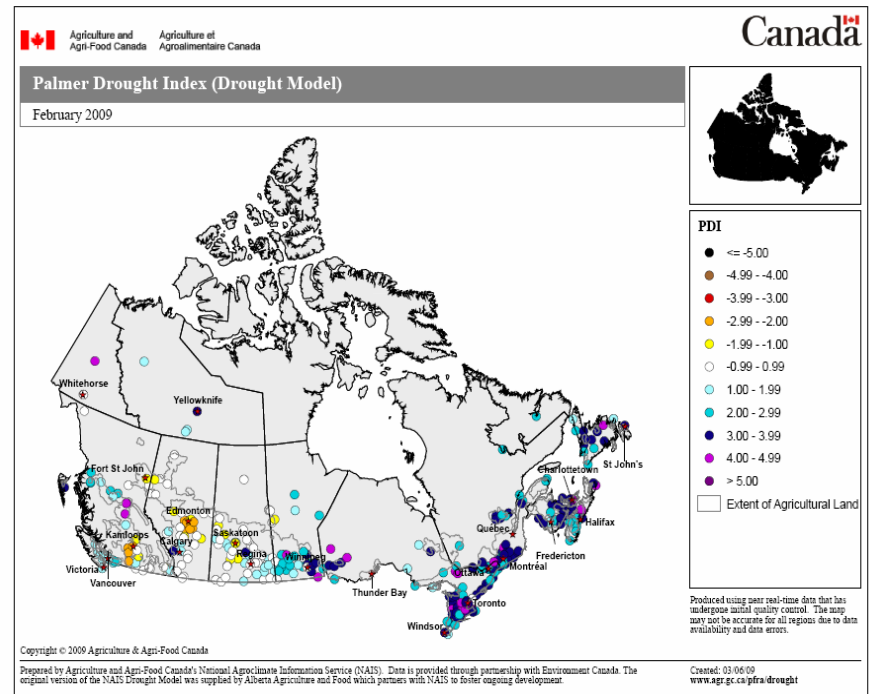 Agriculture and Agriculture et
Agri-Food Canada Agroalimentaire Canada
Canada
Palmer Drought Index (Drought Model)
February 2009
PDI
<= -5.00
-4.99 - -4.00
-3.99 - -3.00
-2.99 - -2.00
-1.99 - -1.00
-0.99 - 0.99
1.00 - 1.99
2.00 - 2.99
3.00 - 3.99
4.00 - 4.99
> 5.00
Extent of Agricultural Land
Whitehorse
Yellowknife
Fort St John
Edmonton
Saskatoon
Kamloops
Calgary
Regina
Winnipeg
Victoria
Vancouver
Thunder Bay
Windsor
Toronto
Ottawa
Montréal
Québec
Fredericton
Halifax
Charlottetown
St John's
Produced using near real-time data that has
undergone initial quality control. The map
may not be accurate for all regions due to data
availability and data errors.
Copyright © 2009 Agriculture & Agri-Food Canada
Prepared by Agriculture and Agri-Food Canada's National Agroclimate Information Service (NAIS). Data is provided through partnership with Environment Canada. The
original version of the NAIS Drought Model was supplied by Alberta Agriculture and Food which partners with NAIS to foster ongoing development.
Created: 03/06/09
www.agr.gc.ca/pfra/drought